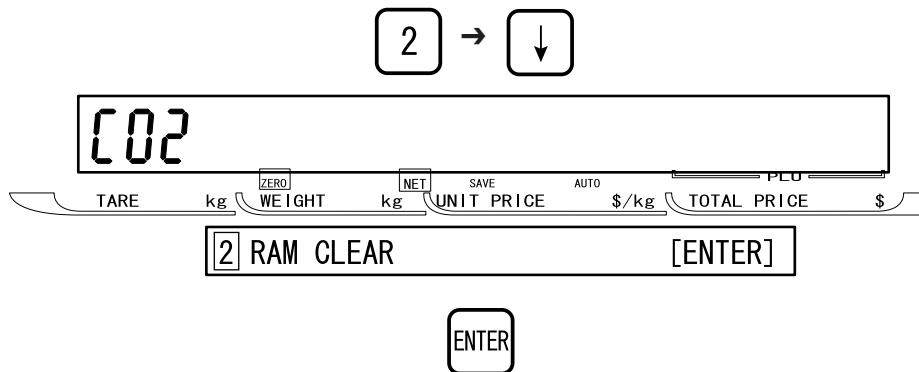 2 → ↓
C02
ZERO NET SAVE AUTO PLU
TARE kg WEIGHT kg UNIT PRICE $/kg TOTAL PRICE $
2 RAM CLEAR [ENTER]
ENTER